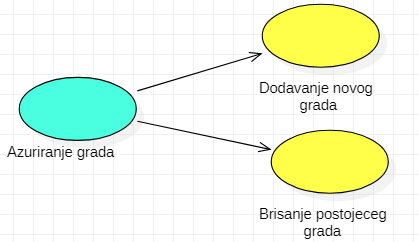 Dodavanje novog
grada
Azuriranje grada
Brisanje postojeceg
grada